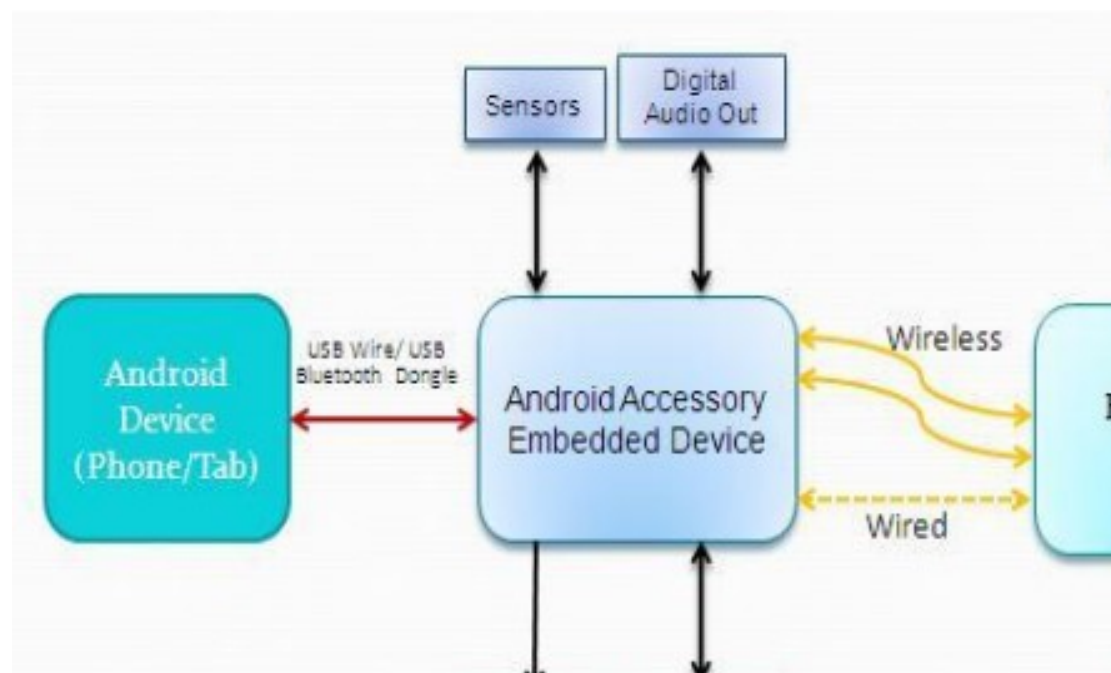 Sensors
Digital
Audio Out
USB Wire/ USB
Bluetooth Dongle
Android
Device
(Phone/Tab)
Android Accessory
Embedded Device
Wireless
Wired